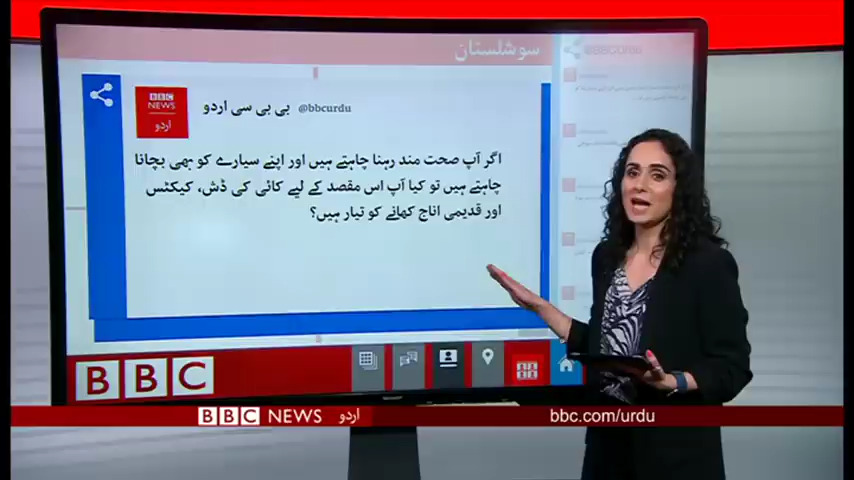 سوشلستان
@BBCUrdu
BBC
NEWS
اردو
بی بی سی اردو @bbcurdu
اگر آپ صحت مند رہنا چاہتے ہیں اور اپنے سیارے کو بھی بچانا
چاہتے ہیں تو کیا آپ اس مقصد کے لیے کائی کی ڈش، کیکٹس
اور قدیمی اناج کھانے کو تیار ہیں؟
BBC
BBC NEWS اردو
bbc.com/urdu